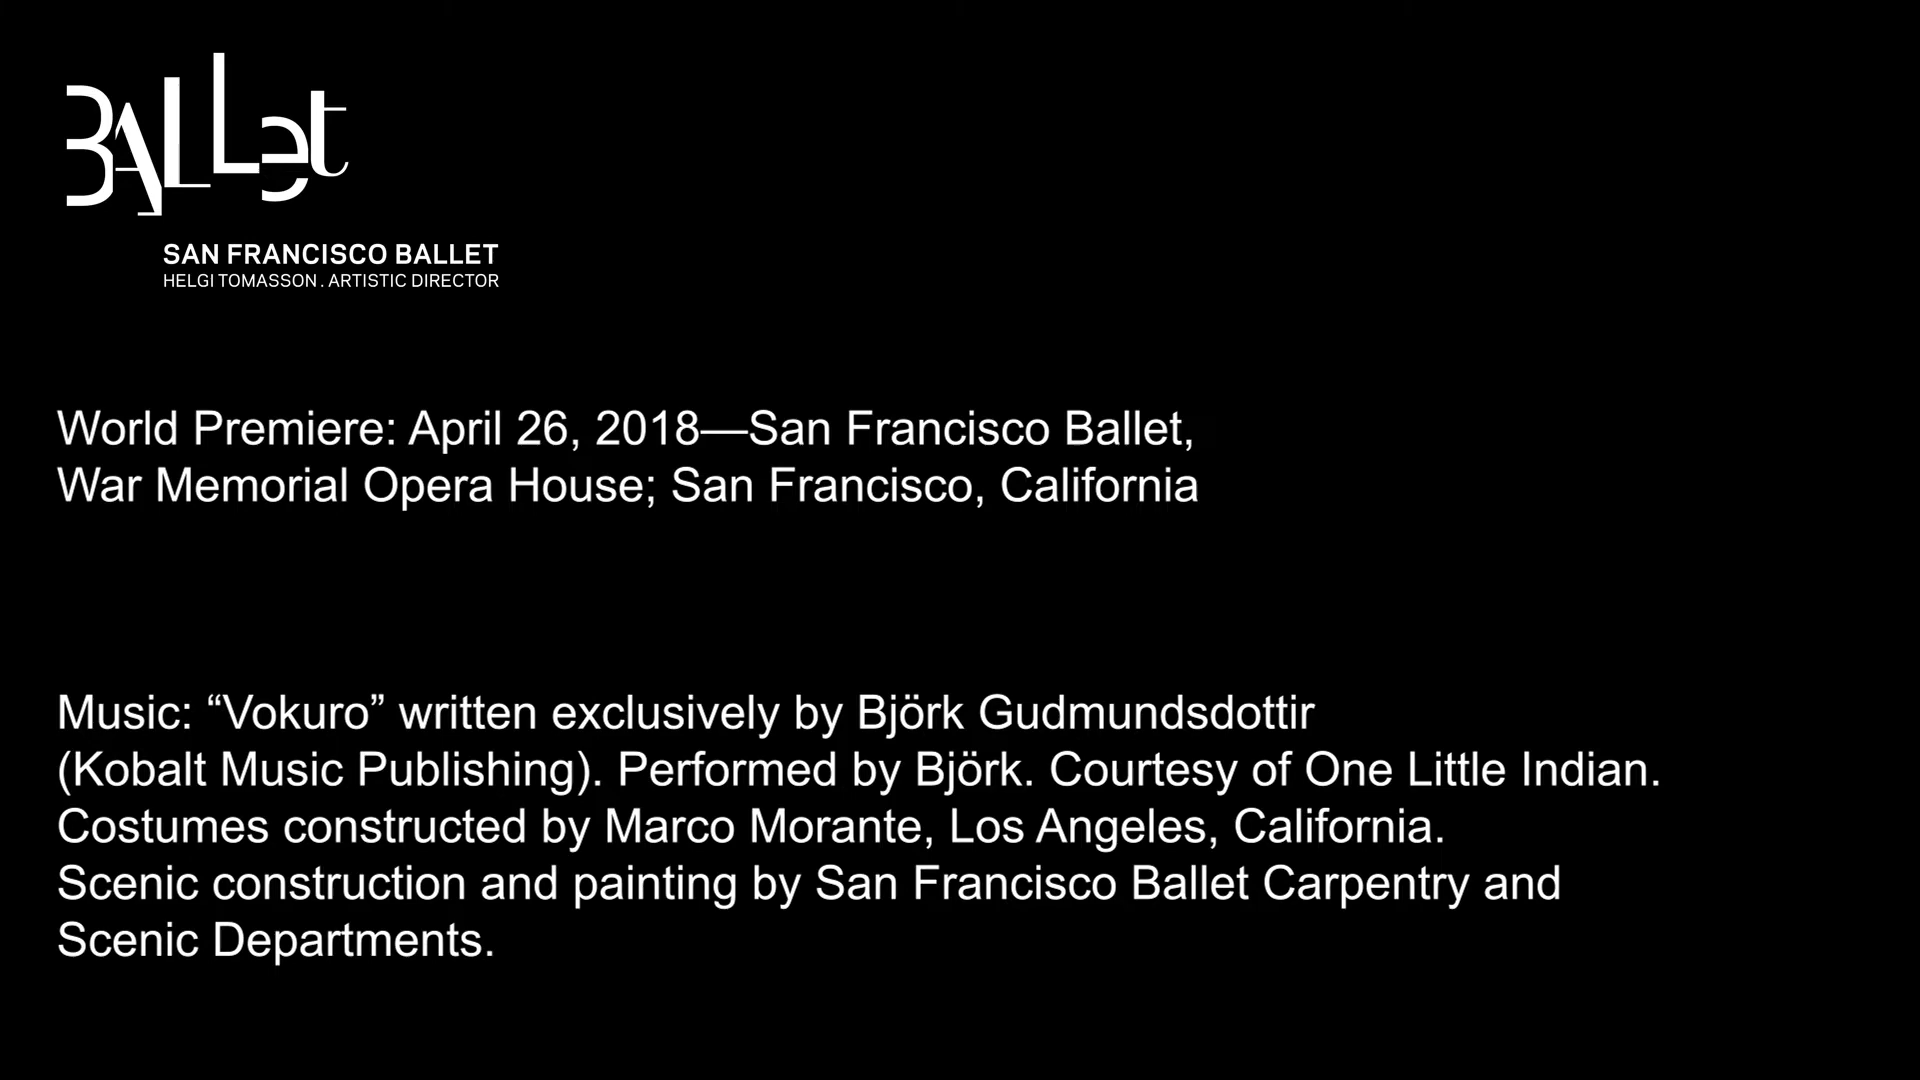 BALLet
SAN FRANCISCO BALLET
HELGI TOMASSON . ARTISTIC DIRECTOR
World Premiere: April 26, 2018—San Francisco Ballet,
War Memorial Opera House; San Francisco, California
Music: “Vokuro” written exclusively by Björk Gudmundsdottir
(Kobalt Music Publishing). Performed by Björk. Courtesy of One Little Indian.
Costumes constructed by Marco Morante, Los Angeles, California.
Scenic construction and painting by San Francisco Ballet Carpentry and
Scenic Departments.